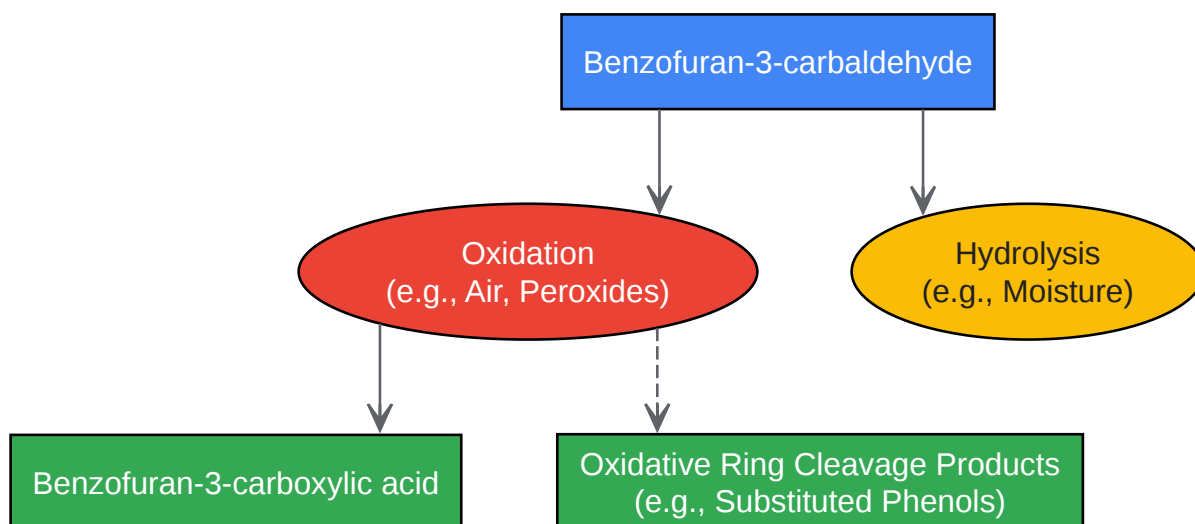 Benzofuran-3-carbaldehyde
Oxidation
(e.g., Air, Peroxides)
Hydrolysis
(e.g., Moisture)
Benzofuran-3-carboxylic acid
Oxidative Ring Cleavage Products
(e.g., Substituted Phenols)